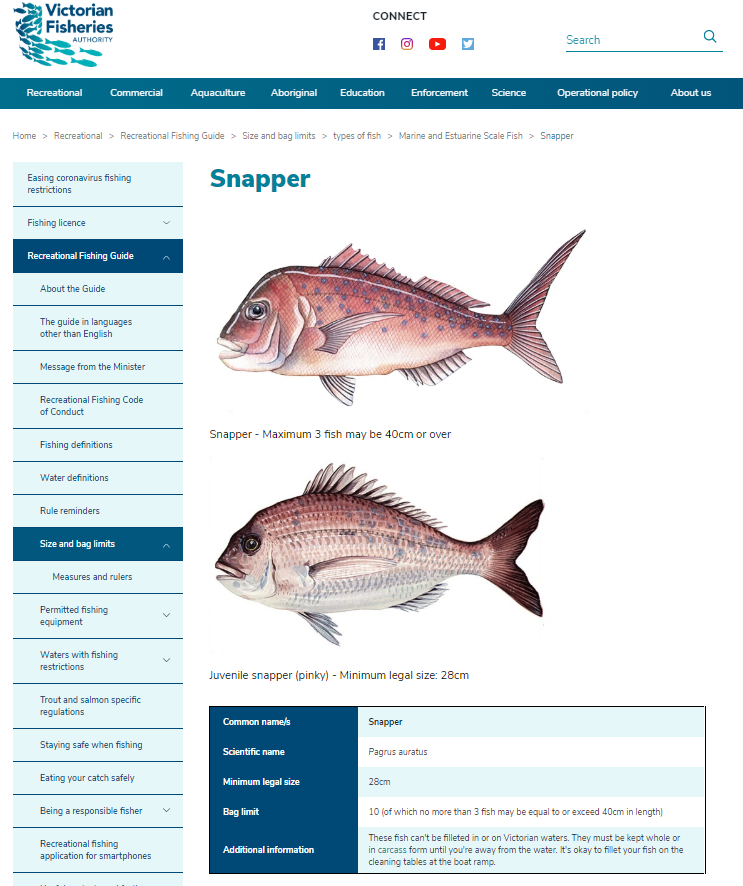 Victorian
Fisheries
AUTHORITY
CONNECT
Search
Recreational Commercial Aquaculture Aboriginal Education Enforcement Science Operational policy About us
Home > Recreational > Recreational Fishing Guide > Size and bag limits > types of fish > Marine and Estuarine Scale Fish > Snapper
Easing coronavirus fishing
restrictions
Fishing licence
Recreational Fishing Guide
About the Guide
The guide in languages
other than English
Message from the Minister
Recreational Fishing Code
of Conduct
Fishing definitions
Water definitions
Rule reminders
Size and bag limits
Measures and rulers
Permitted fishing
equipment
Waters with fishing
restrictions
Trout and salmon specific
regulations
Staying safe when fishing
Eating your catch safely
Being a responsible fisher
Recreational fishing
application for smartphones
Snapper
Snapper - Maximum 3 fish may be 40cm or over
Juvenile snapper (pinky) - Minimum legal size: 28cm
Common name/s Snapper
Scientific name Pagrus auratus
Minimum legal size 28cm
Bag limit 10 (of which no more than 3 fish may be equal to or exceed 40cm in length)
Additional information These fish can't be filleted in or on Victorian waters. They must be kept whole or
in carcass form until you're away from the water. It's okay to fillet your fish on the
cleaning tables at the boat ramp.